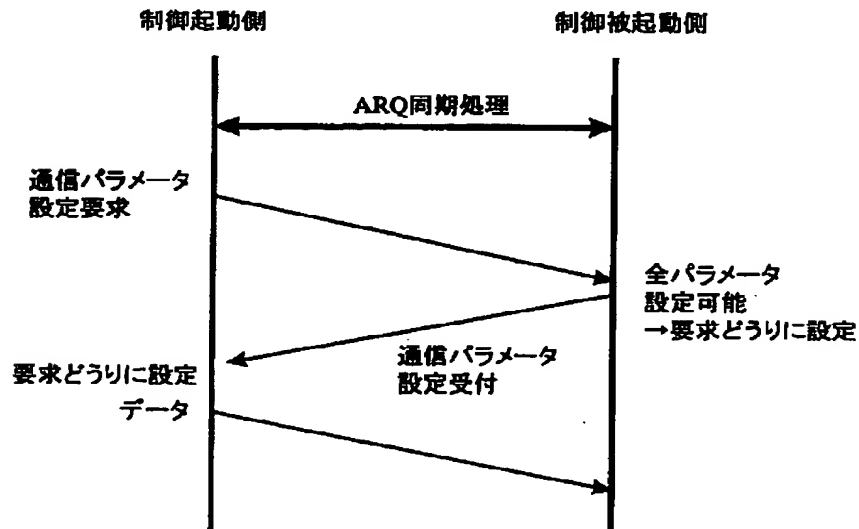 制御起動側
制御被起動側
ARQ同期処理
通信パラメータ
設定要求
全パラメータ
設定可能
→要求どうりに設定
通信パラメータ
設定受付
要求どうりに設定
データ